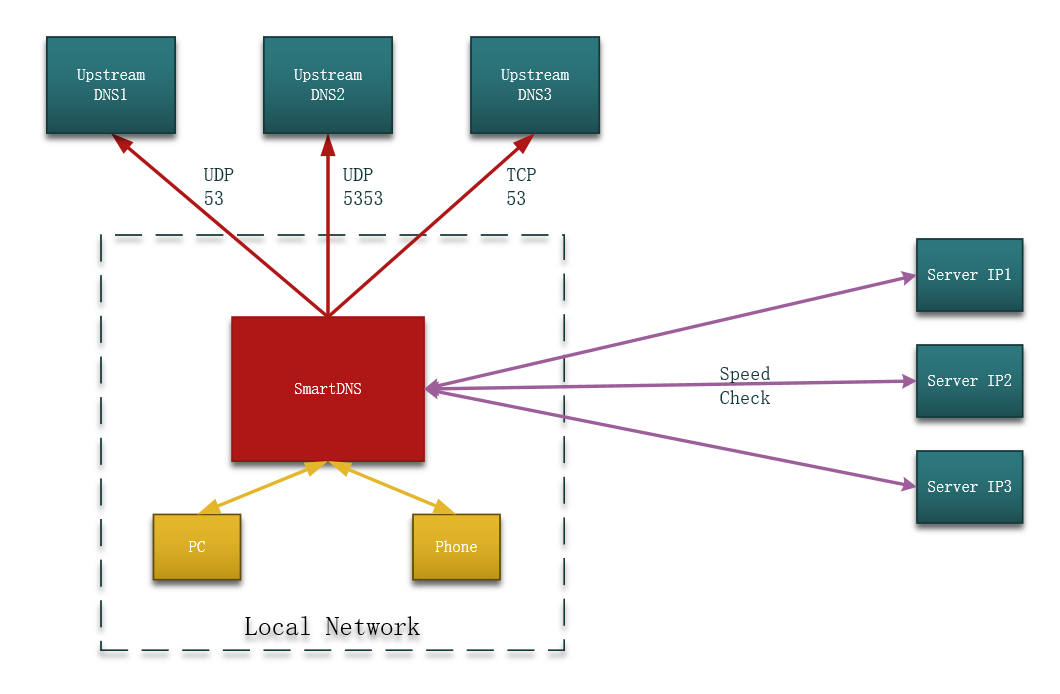 Upstream
DNS1
Upstream
DNS2
Upstream
DNS3
UDP
53
UDP
5353
TCP
53
Server IP1
Speed
Check
Server IP2
SmartDNS
Server IP3
PC
Phone
Local Network